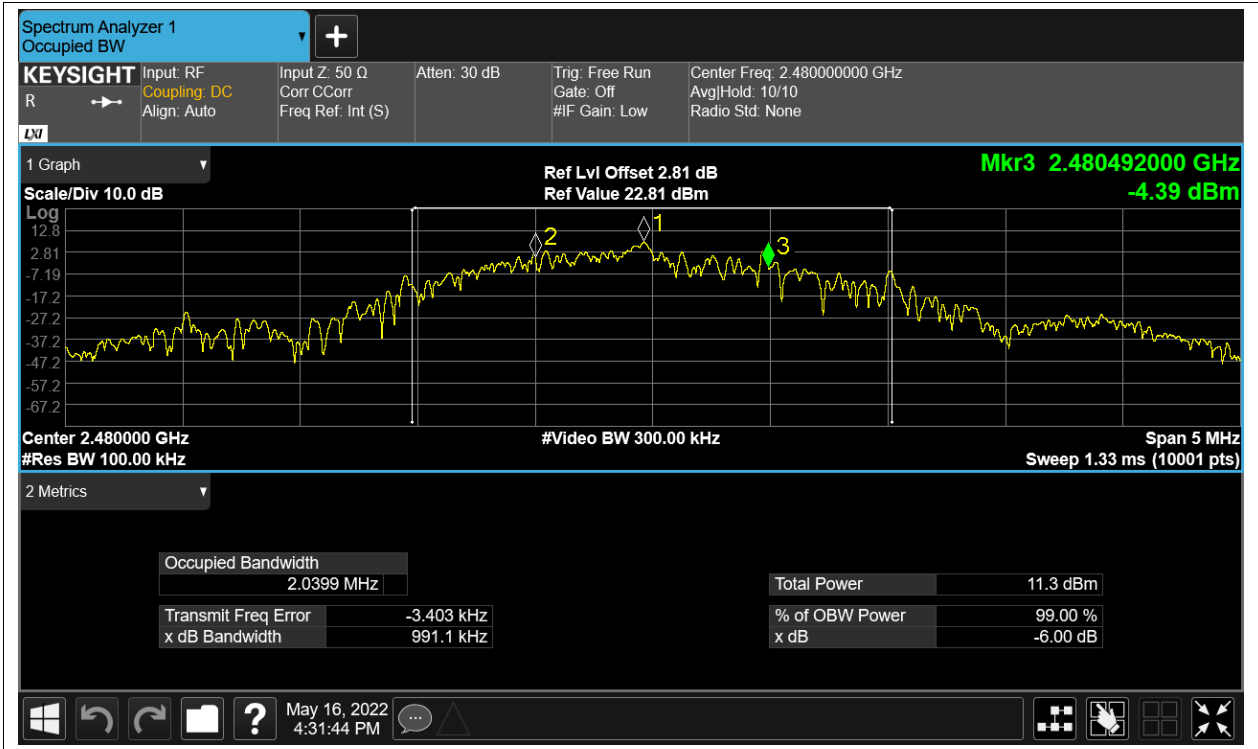 Spectrum Analyzer 1
Occupied BW
KEYSIGHT
R
LXI
Input: RF
Coupling: DC
Align: Auto
Input Z: 50 Ω
Corr CCorr
Freq Ref: Int (S)
Atten: 30 dB
Trig: Free Run
Gate: Off
#IF Gain: Low
Center Freq: 2.480000000 GHz
Avg|Hold: 10/10
Radio Std: None
1 Graph
Scale/Div 10.0 dB
Ref Lvl Offset 2.81 dB
Ref Value 22.81 dBm
Mkr3 2.480492000 GHz
-4.39 dBm
Log
12.8
2.81
-7.19
-17.2
-27.2
-37.2
-47.2
-57.2
-67.2
2
1
3
Center 2.480000 GHz
#Video BW 300.00 kHz
Span 5 MHz
#Res BW 100.00 kHz
Sweep 1.33 ms (10001 pts)
2 Metrics
Occupied Bandwidth
2.0399 MHz
Total Power 11.3 dBm
Transmit Freq Error -3.403 kHz
% of OBW Power 99.00 %
x dB Bandwidth 991.1 kHz
x dB -6.00 dB
?
May 16, 2022
4:31:44 PM